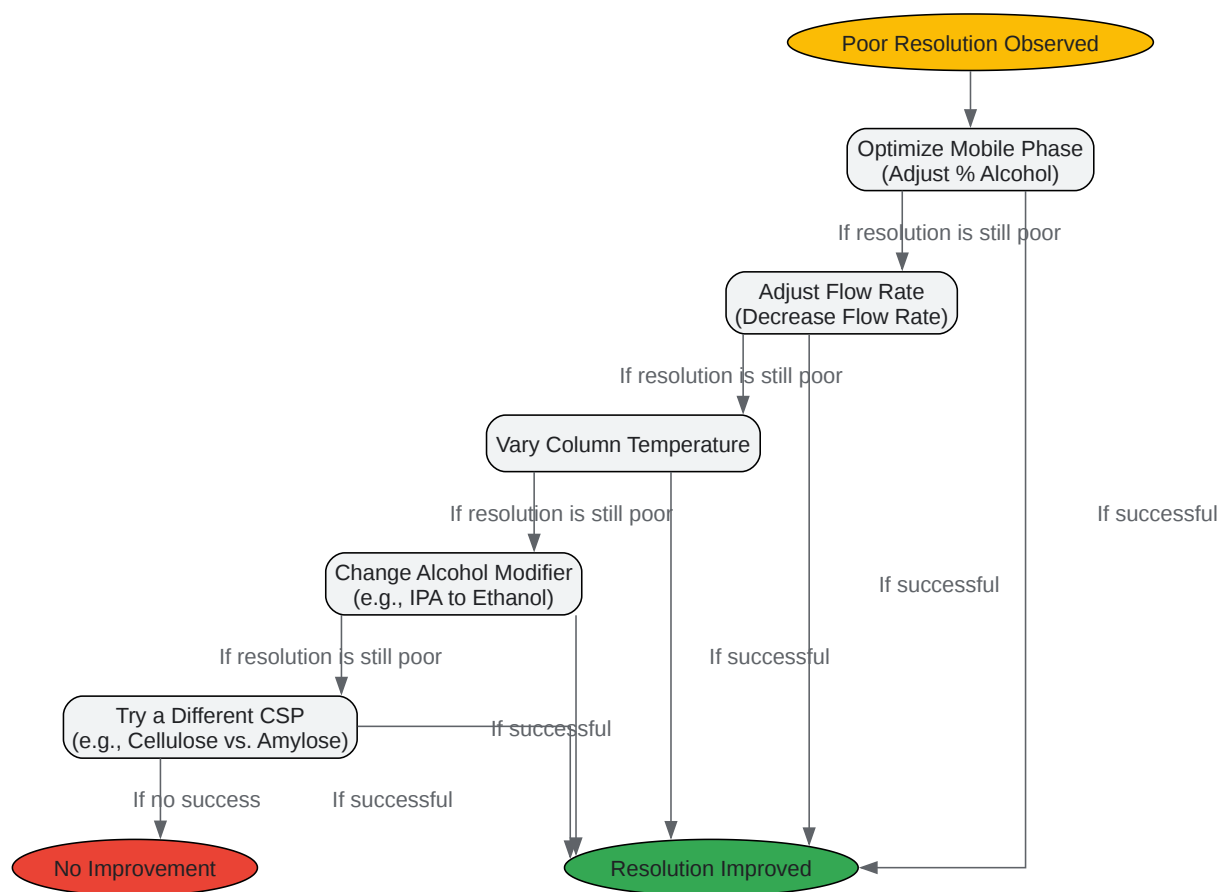 Poor Resolution Observed
Optimize Mobile Phase
(Adjust % Alcohol)
If resolution is still poor
Adjust Flow Rate
(Decrease Flow Rate)
If resolution is still poor
Vary Column Temperature
If resolution is still poor
If successful
Change Alcohol Modifier
(e.g., IPA to Ethanol)
If successful
If resolution is still poor
If successful
Try a Different CSP
(e.g., Cellulose vs. Amylose)
If successful
If no success
If successful
No Improvement
Resolution Improved